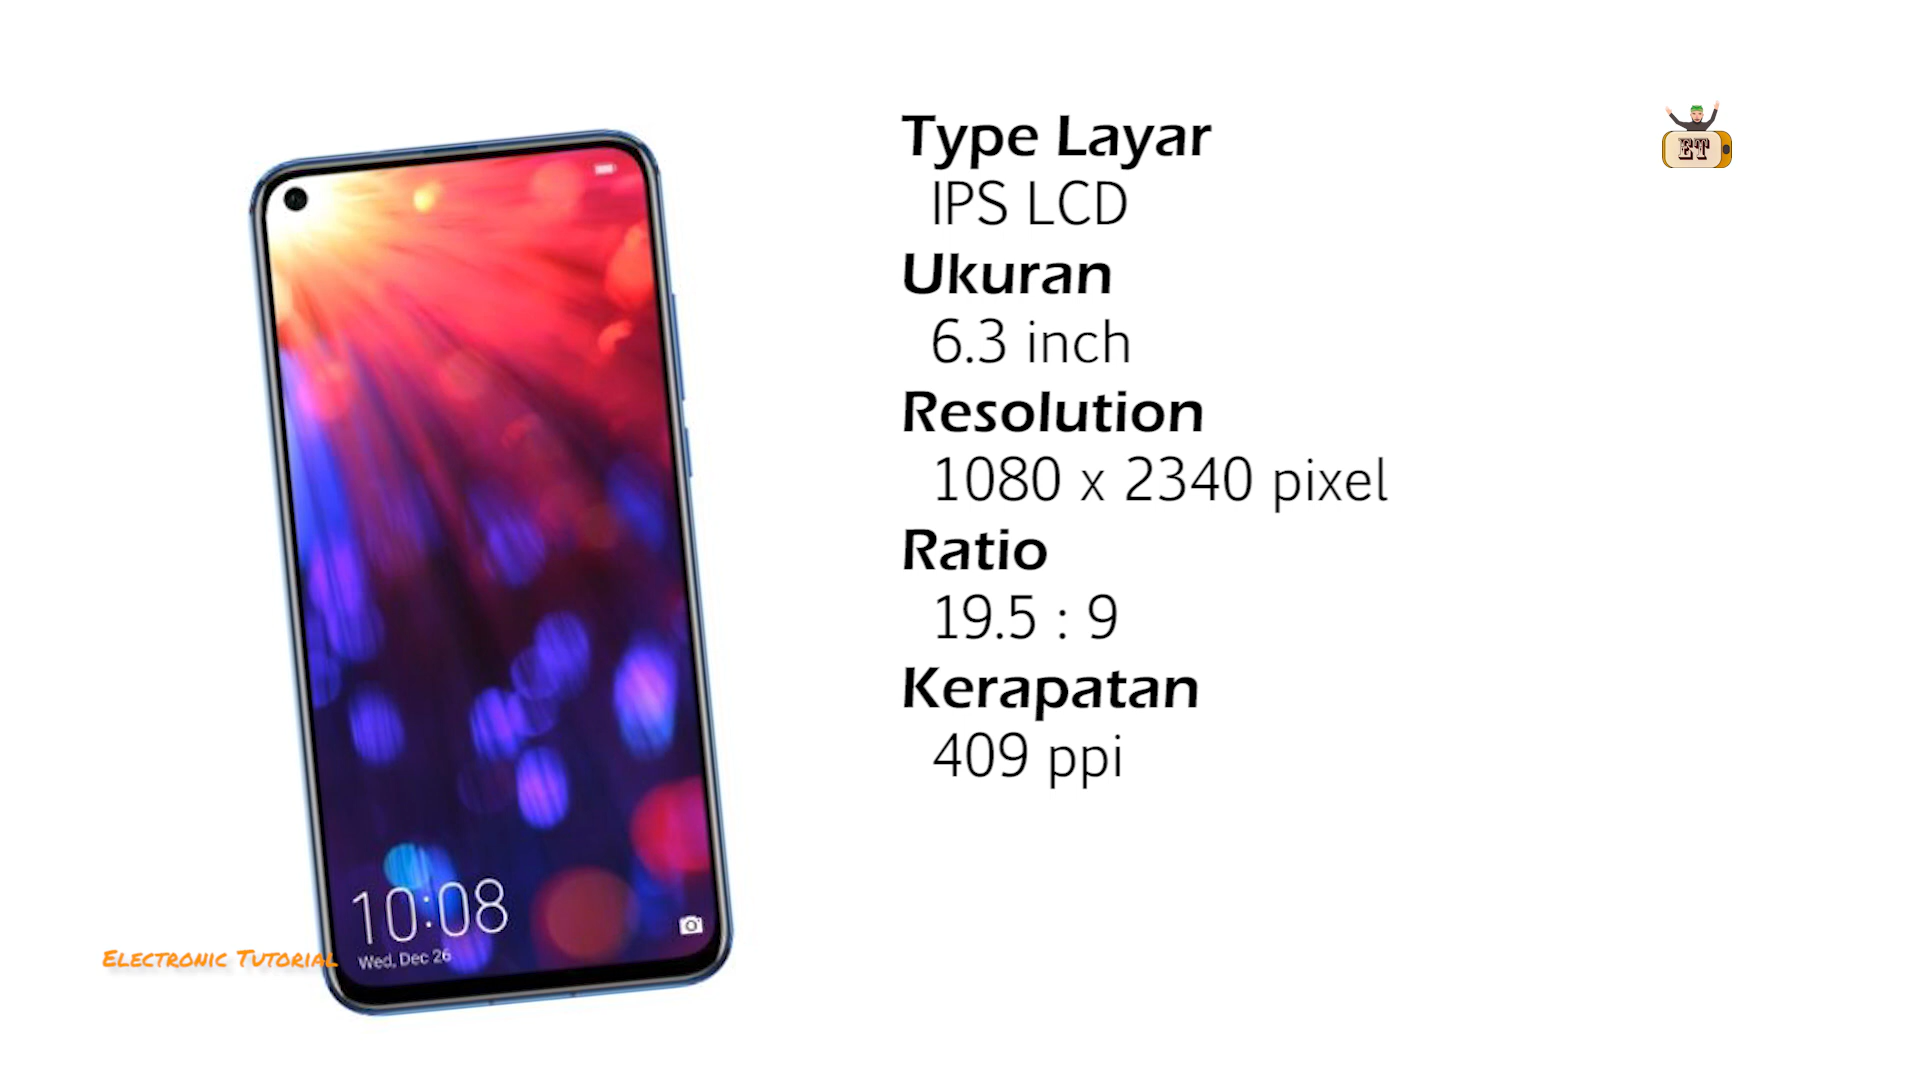 Type Layar
IPS LCD
Ukuran
6.3 inch
Resolution
1080 x 2340 pixel
Ratio
19.5 : 9
Kerapatan
409 ppi
ET
10:08
Wed, Dec 26
Electronic Tutorial